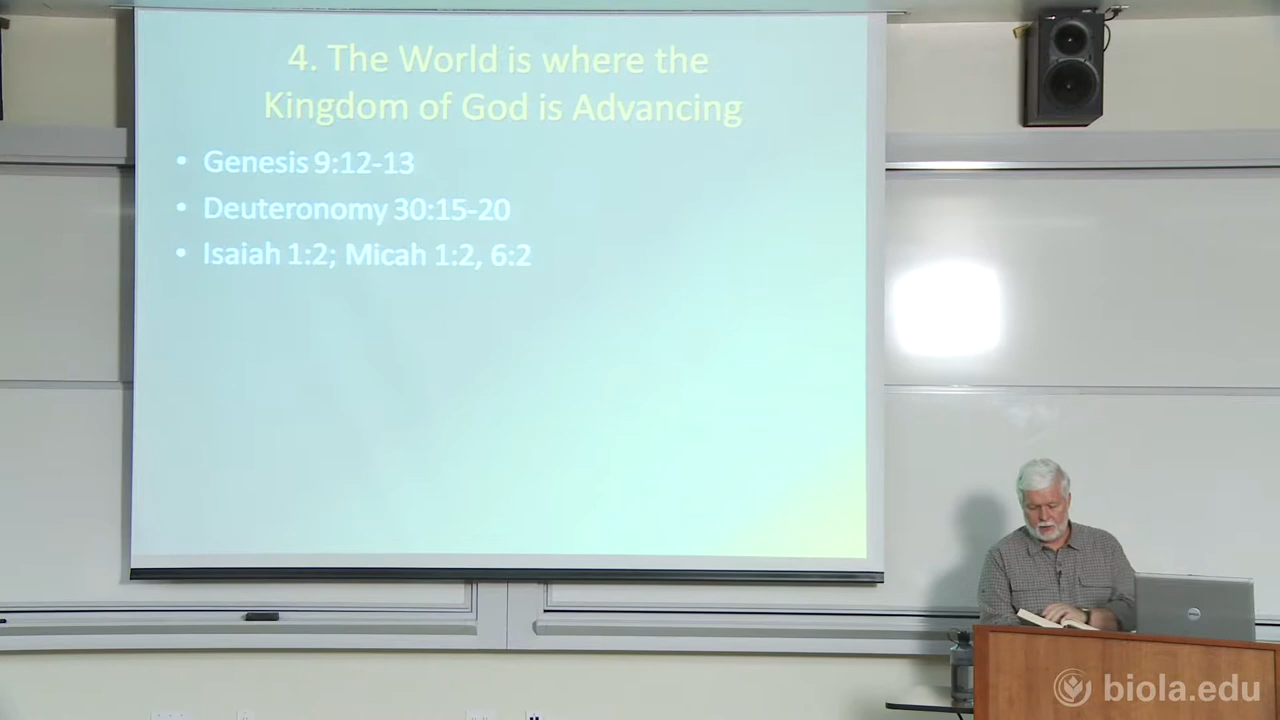 4. The World is where the
Kingdom of God is Advancing
• Genesis 9:12-13
• Deuteronomy 30:15-20
• Isaiah 1:2; Micah 1:2, 6:2
DELL
biola.edu